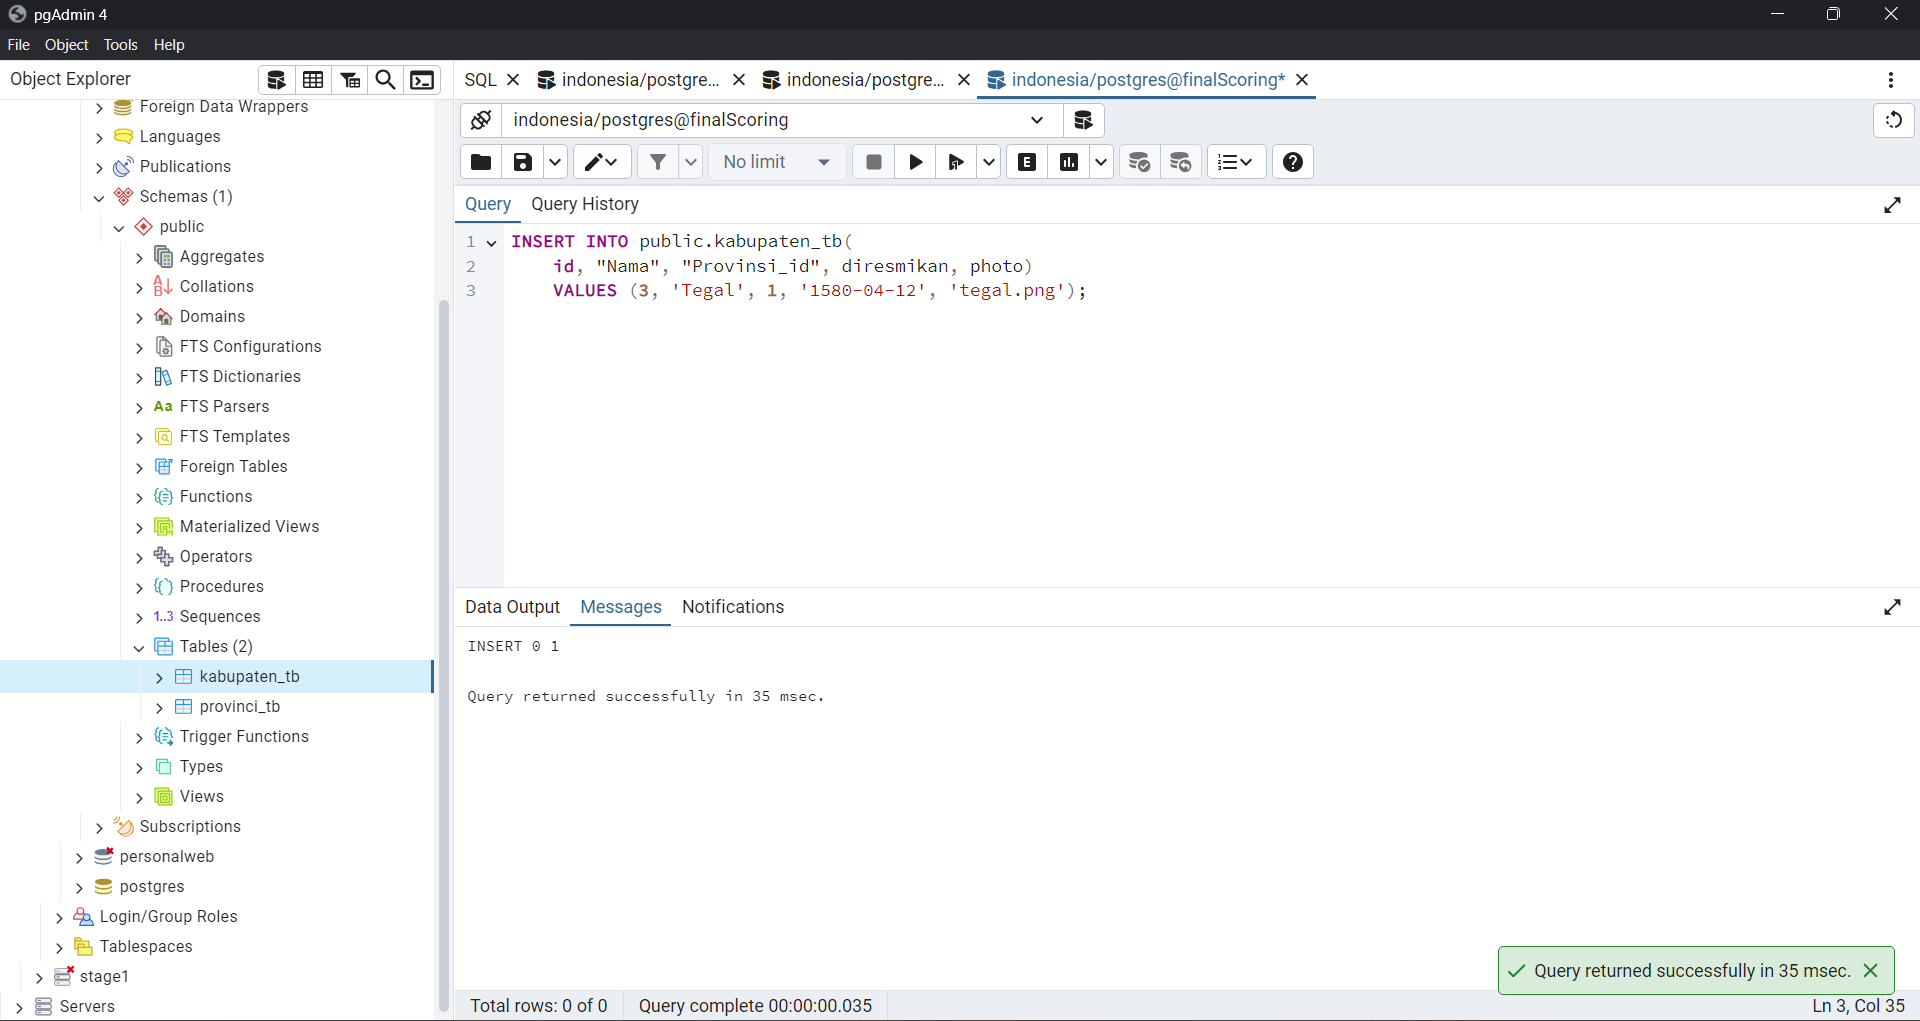 pgAdmin 4
File Object Tools Help
Object Explorer
SQL indonesia/postgre... indonesia/postgre... indonesia/postgres@finalScoring*
indonesia/postgres@finalScoring
No limit
E
Query Query History
1 INSERT INTO public.kabupaten_tb(
2 id, "Nama", "Provinsi_id", diresmikan, photo)
3 VALUES (3, 'Tegal', 1, '1580-04-12', 'tegal.png');
Foreign Data Wrappers
Languages
Publications
Schemas (1)
public
Aggregates
Collations
Domains
FTS Configurations
FTS Dictionaries
Aa FTS Parsers
FTS Templates
Foreign Tables
Functions
Materialized Views
Operators
Procedures
1..3 Sequences
Tables (2)
kabupaten_tb
provinci_tb
Trigger Functions
Types
Views
Subscriptions
personalweb
postgres
Login/Group Roles
Tablespaces
stage1
Servers
Data Output Messages Notifications
INSERT 0 1
Query returned successfully in 35 msec.
Query returned successfully in 35 msec.
Total rows: 0 of 0 Query complete 00:00:00.035 Ln 3, Col 35